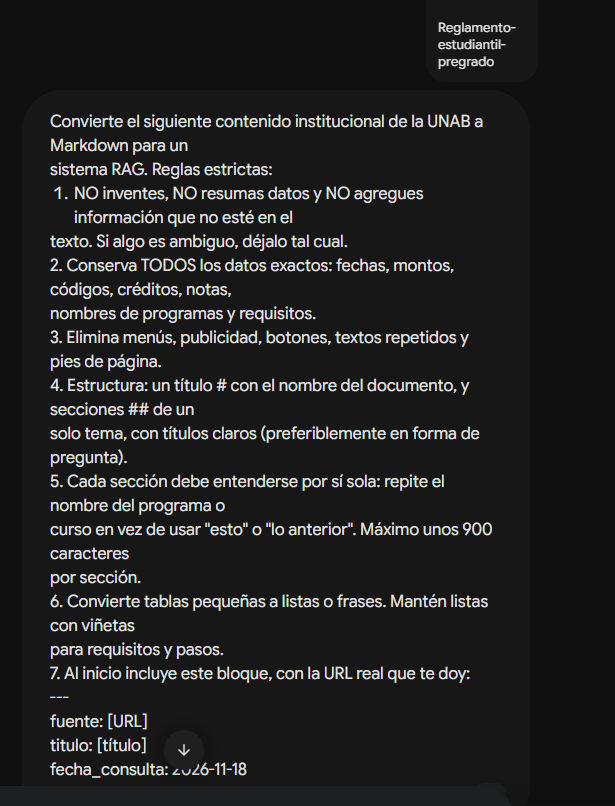 Reglamento-
estudiantil-
pregrado
Convierte el siguiente contenido institucional de la UNAB a
Markdown para un
sistema RAG. Reglas estrictas:
1. NO inventes, NO resumas datos y NO agregues
información que no esté en el
texto. Si algo es ambiguo, déjalo tal cual.
2. Conserva TODOS los datos exactos: fechas, montos,
códigos, créditos, notas,
nombres de programas y requisitos.
3. Elimina menús, publicidad, botones, textos repetidos y
pies de página.
4. Estructura: un título # con el nombre del documento, y
secciones ## de un
solo tema, con títulos claros (preferiblemente en forma de
pregunta).
5. Cada sección debe entenderse por sí sola: repite el
nombre del programa o
curso en vez de usar "esto" o "lo anterior". Máximo unos 900
caracteres
por sección.
6. Convierte tablas pequeñas a listas o frases. Mantén listas
con viñetas
para requisitos y pasos.
7. Al inicio incluye este bloque, con la URL real que te doy:
---
fuente: [URL]
titulo: [título]
fecha_consulta: 2026-11-18